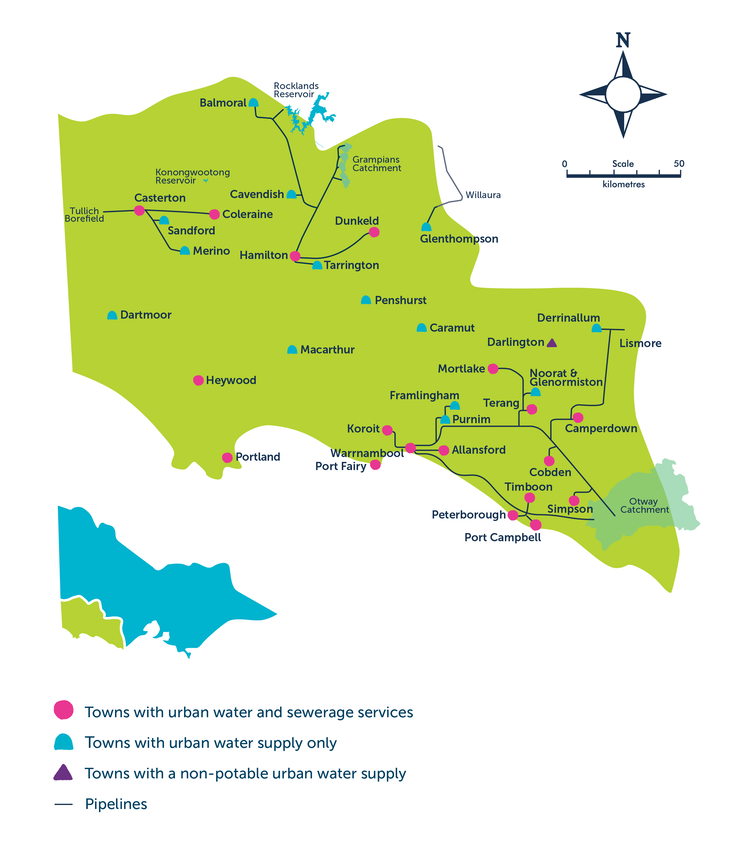 N
0
Scale
50
kilometres
Rocklands
Reservoir
Balmoral
Grampians
Catchment
Konongwootong
Reservoir
Willaura
Casterton
Cavendish
Tullich
Borefield
Coleraine
Dunkeld
Sandford
Glenthompson
Merino
Hamilton
Tarrington
Penshurst
Dartmoor
Derrinallum
Caramut
Darlington
Lismore
Macarthur
Mortlake
Noorat &
Glenormiston
Heywood
Framlingham
Terang
Purnim
Koroit
Camperdown
Warrnambool
Allansford
Portland
Port Fairy
Cobden
Timboon
Otway
Catchment
Simpson
Peterborough
Port Campbell
Towns with urban water and sewerage services
Towns with urban water supply only
Towns with a non-potable urban water supply
Pipelines